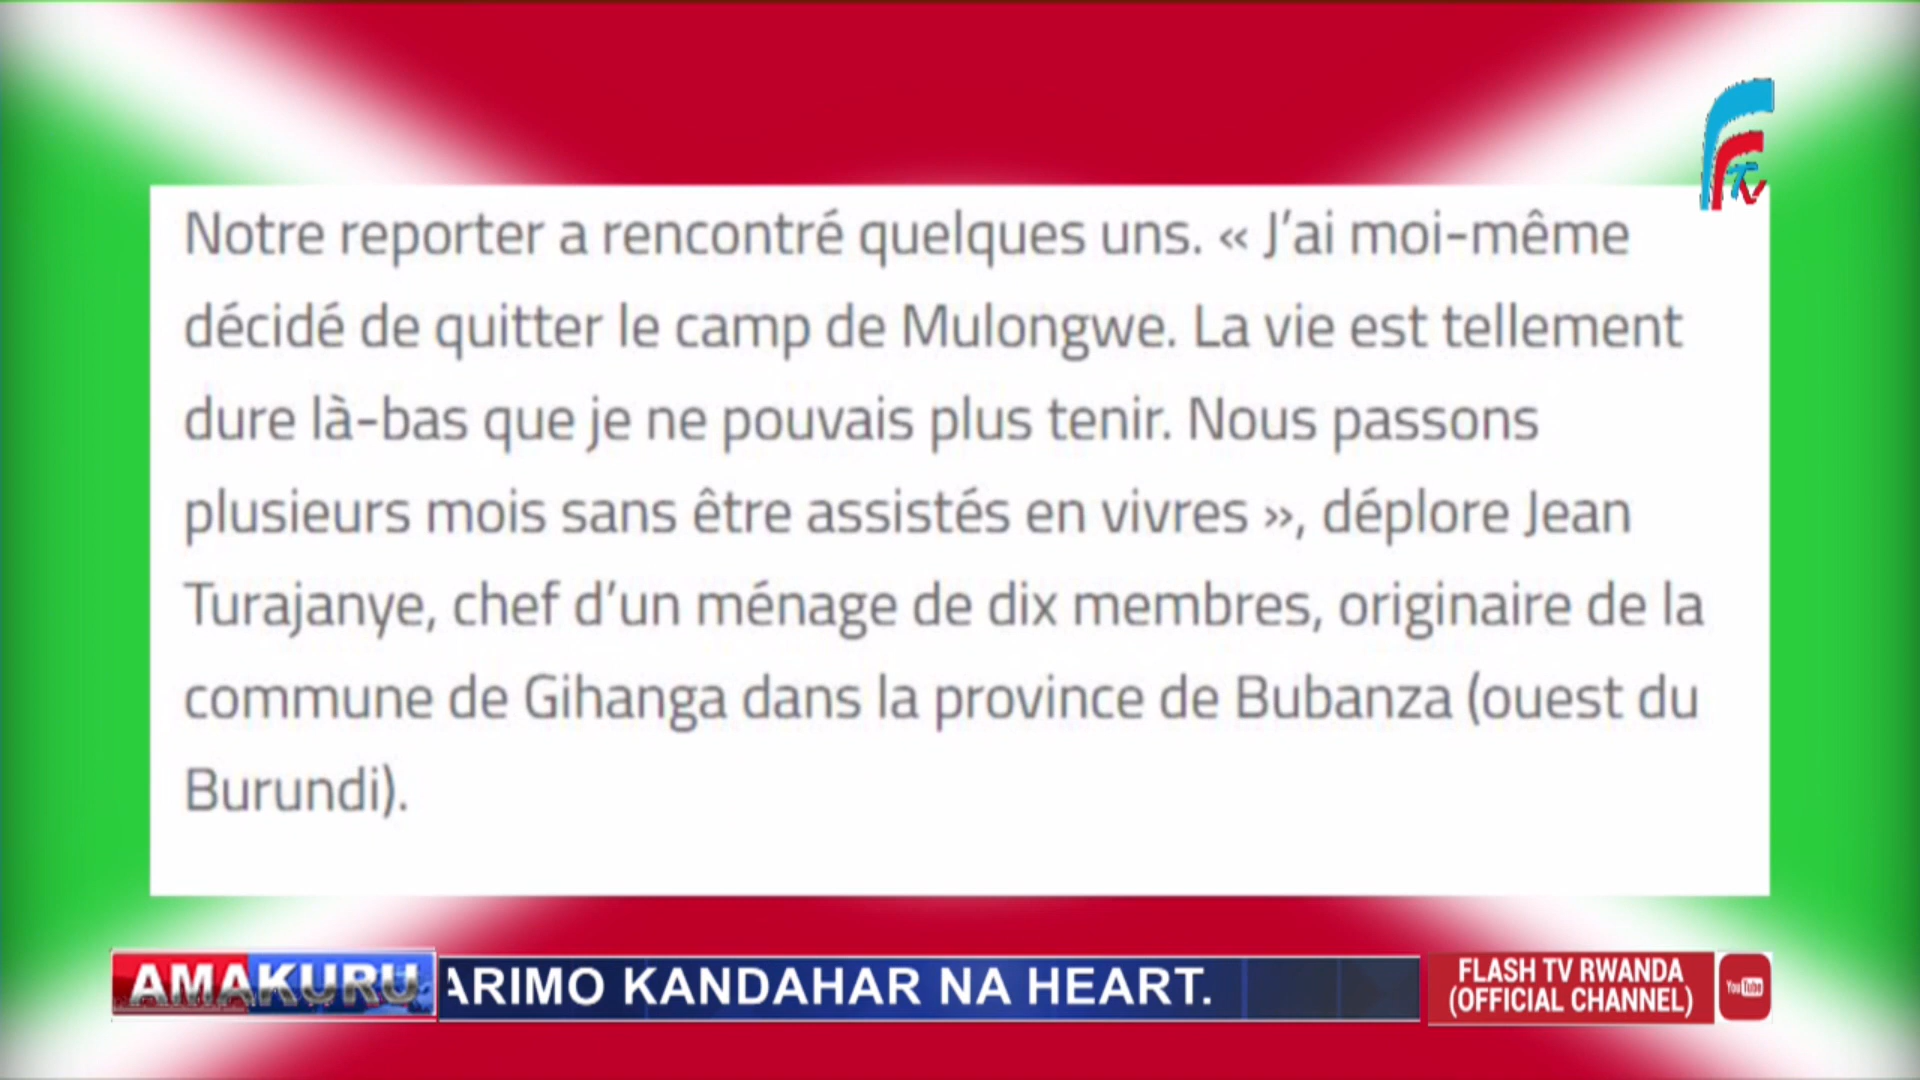 TV
Notre reporter a rencontré quelques uns. « J'ai moi-même
décidé de quitter le camp de Mulongwe. La vie est tellement
dure là-bas que je ne pouvais plus tenir. Nous passons
plusieurs mois sans être assistés en vivres », déplore Jean
Turajanye, chef d'un ménage de dix membres, originaire de la
commune de Gihanga dans la province de Bubanza (ouest du
Burundi).
AMAKURU
ARIMO KANDAHAR NA HEART.
FLASH TV RWANDA
(OFFICIAL CHANNEL)
YouTube